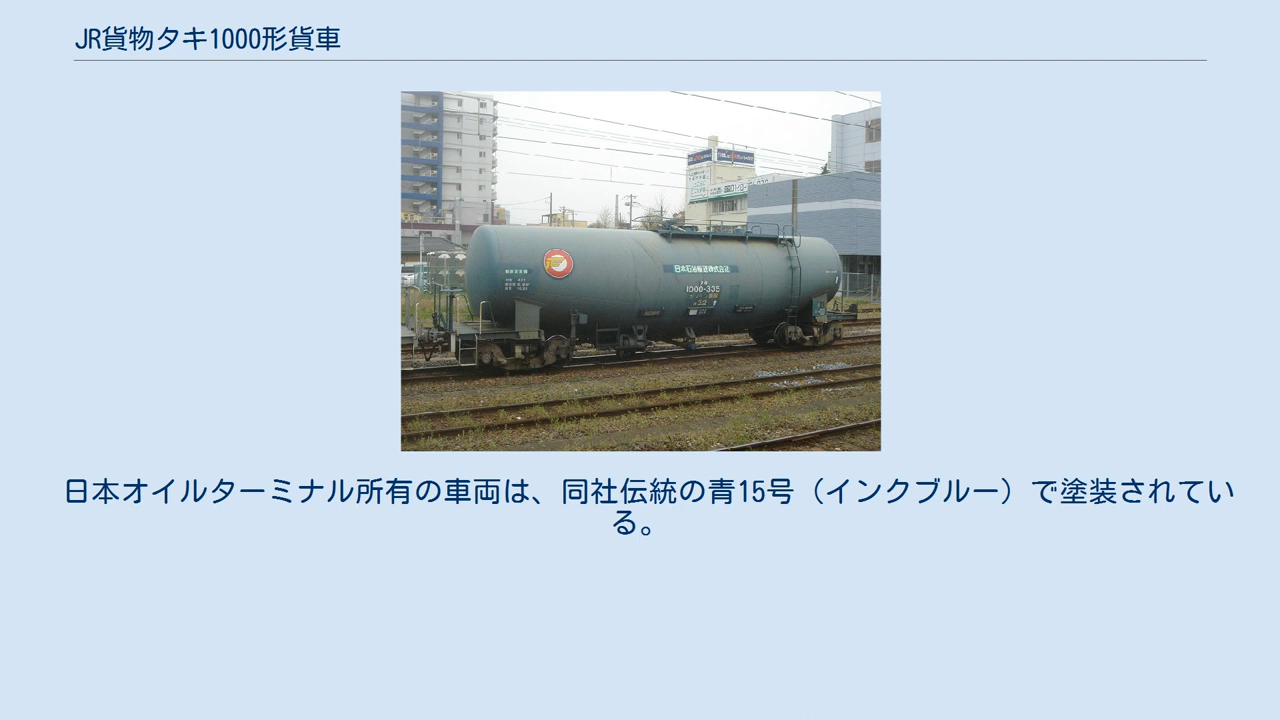 JR貨物タキ1000形貨車
日本石油輸送株式会社
タキ
1000-335
日本オイルターミナル所有の車両は、同社伝統の青15号（インクブルー）で塗装されてい
る。